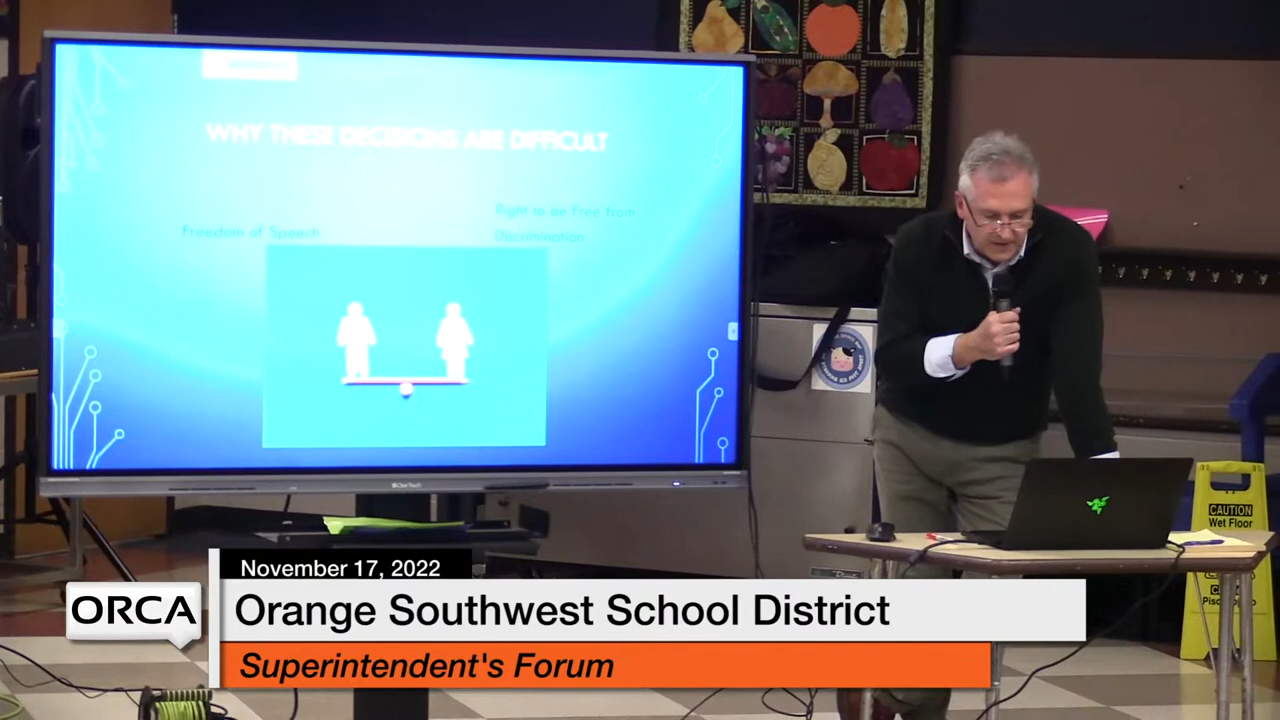 WHY THESE DECISIONS ARE DIFFICULT
Right to be free from
Freedom of Speech
Discrimination
CAUTION
Wet Floor
November 17, 2022
ORCA
Orange Southwest School District
Superintendent's Forum